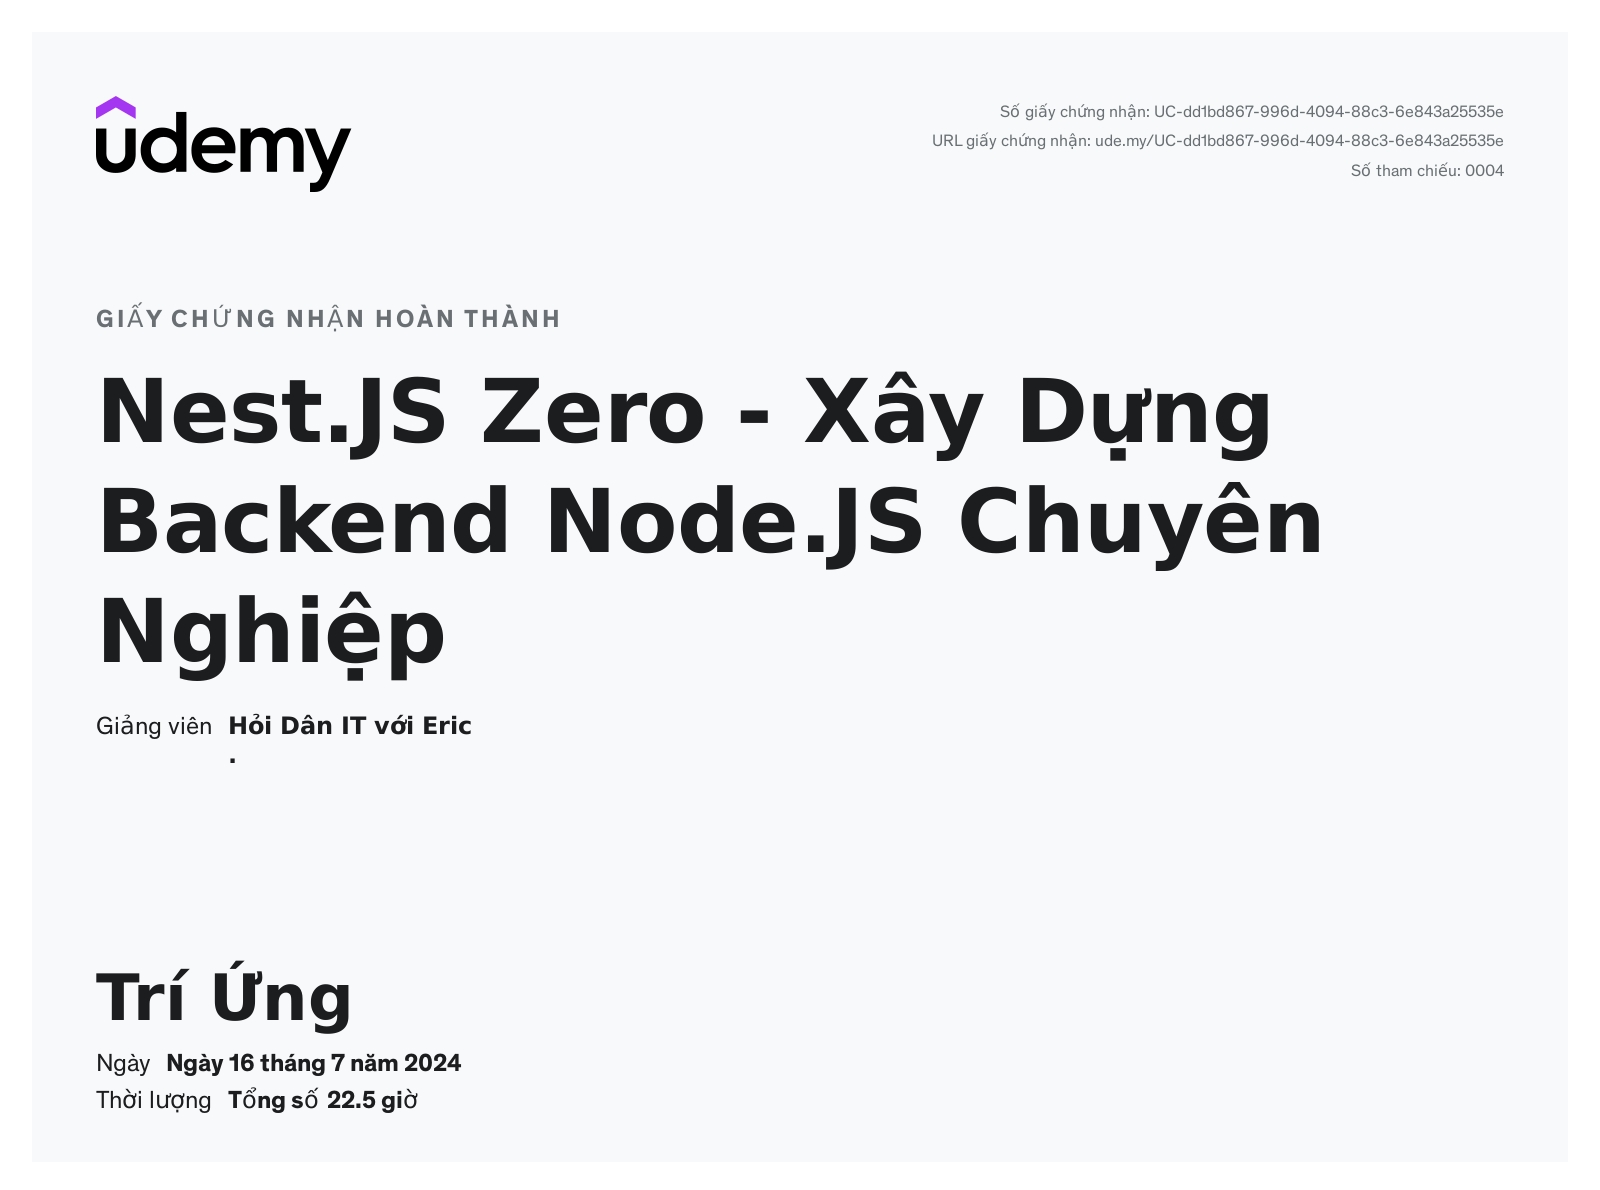 udemy
Số giấy chứng nhận: UC-dd1bd867-996d-4094-88c3-6e843a25535e
URL giấy chứng nhận: ude.my/UC-dd1bd867-996d-4094-88c3-6e843a25535e
Số tham chiếu: 0004
GIẤY CHỨNG NHẬN HOÀN THÀNH
Nest.JS Zero - Xây Dựng
Backend Node.JS Chuyên
Nghiệp
Giảng viên Hỏi Dân IT với Eric
.
Trí Ứng
Ngày Ngày 16 tháng 7 năm 2024
Thời lượng Tổng số 22.5 giờ